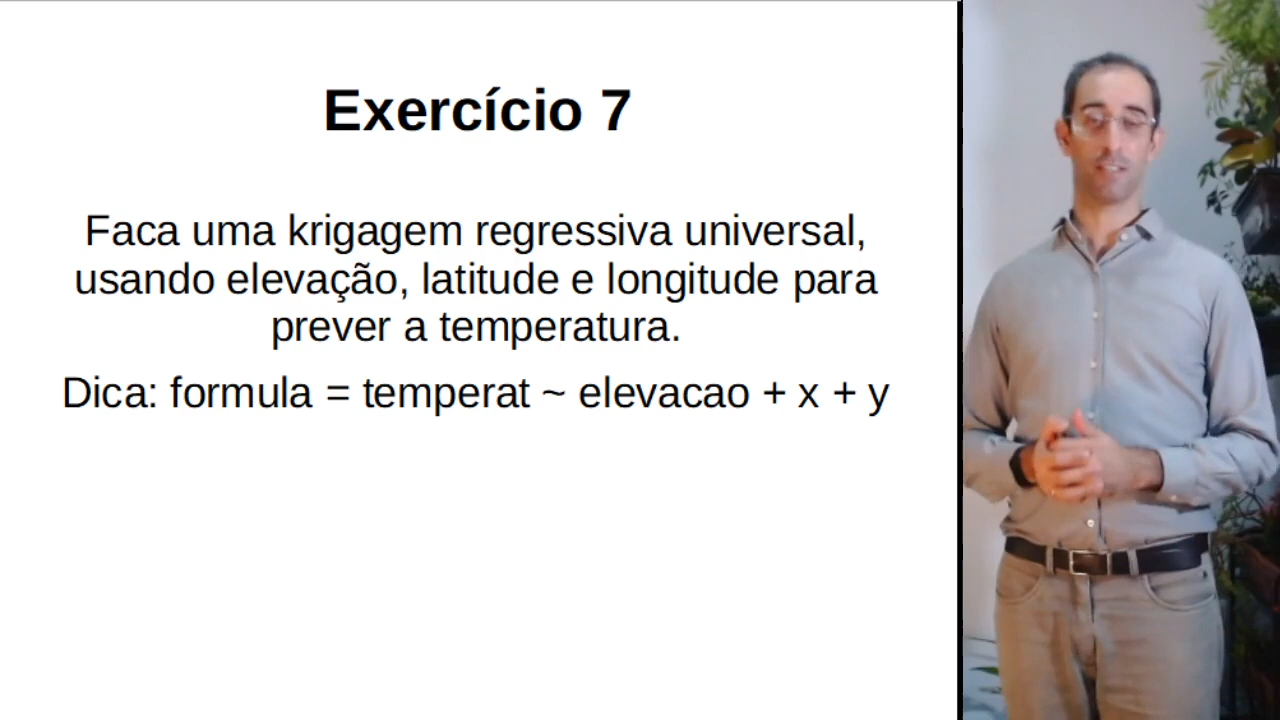 Exercício 7
Faca uma krigagem regressiva universal,
usando elevação, latitude e longitude para
prever a temperatura.
Dica: formula = temperat ~ elevacao + x + y